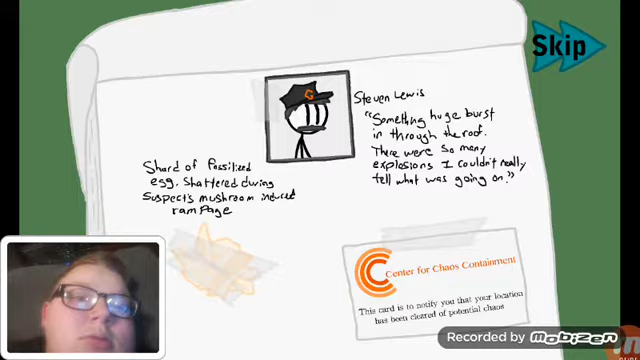 Skip
Steven Lewis
"Something huge burst
in through the roof.
There were so many
explosions I couldn't really
tell what was going on."
Shard of fossilized
egg. Shattered during
suspect's mushroom induced
rampage
Center for Chaos Containment
This card is to notify you that your location
has been cleared of potential chaos
Recorded by mobizen